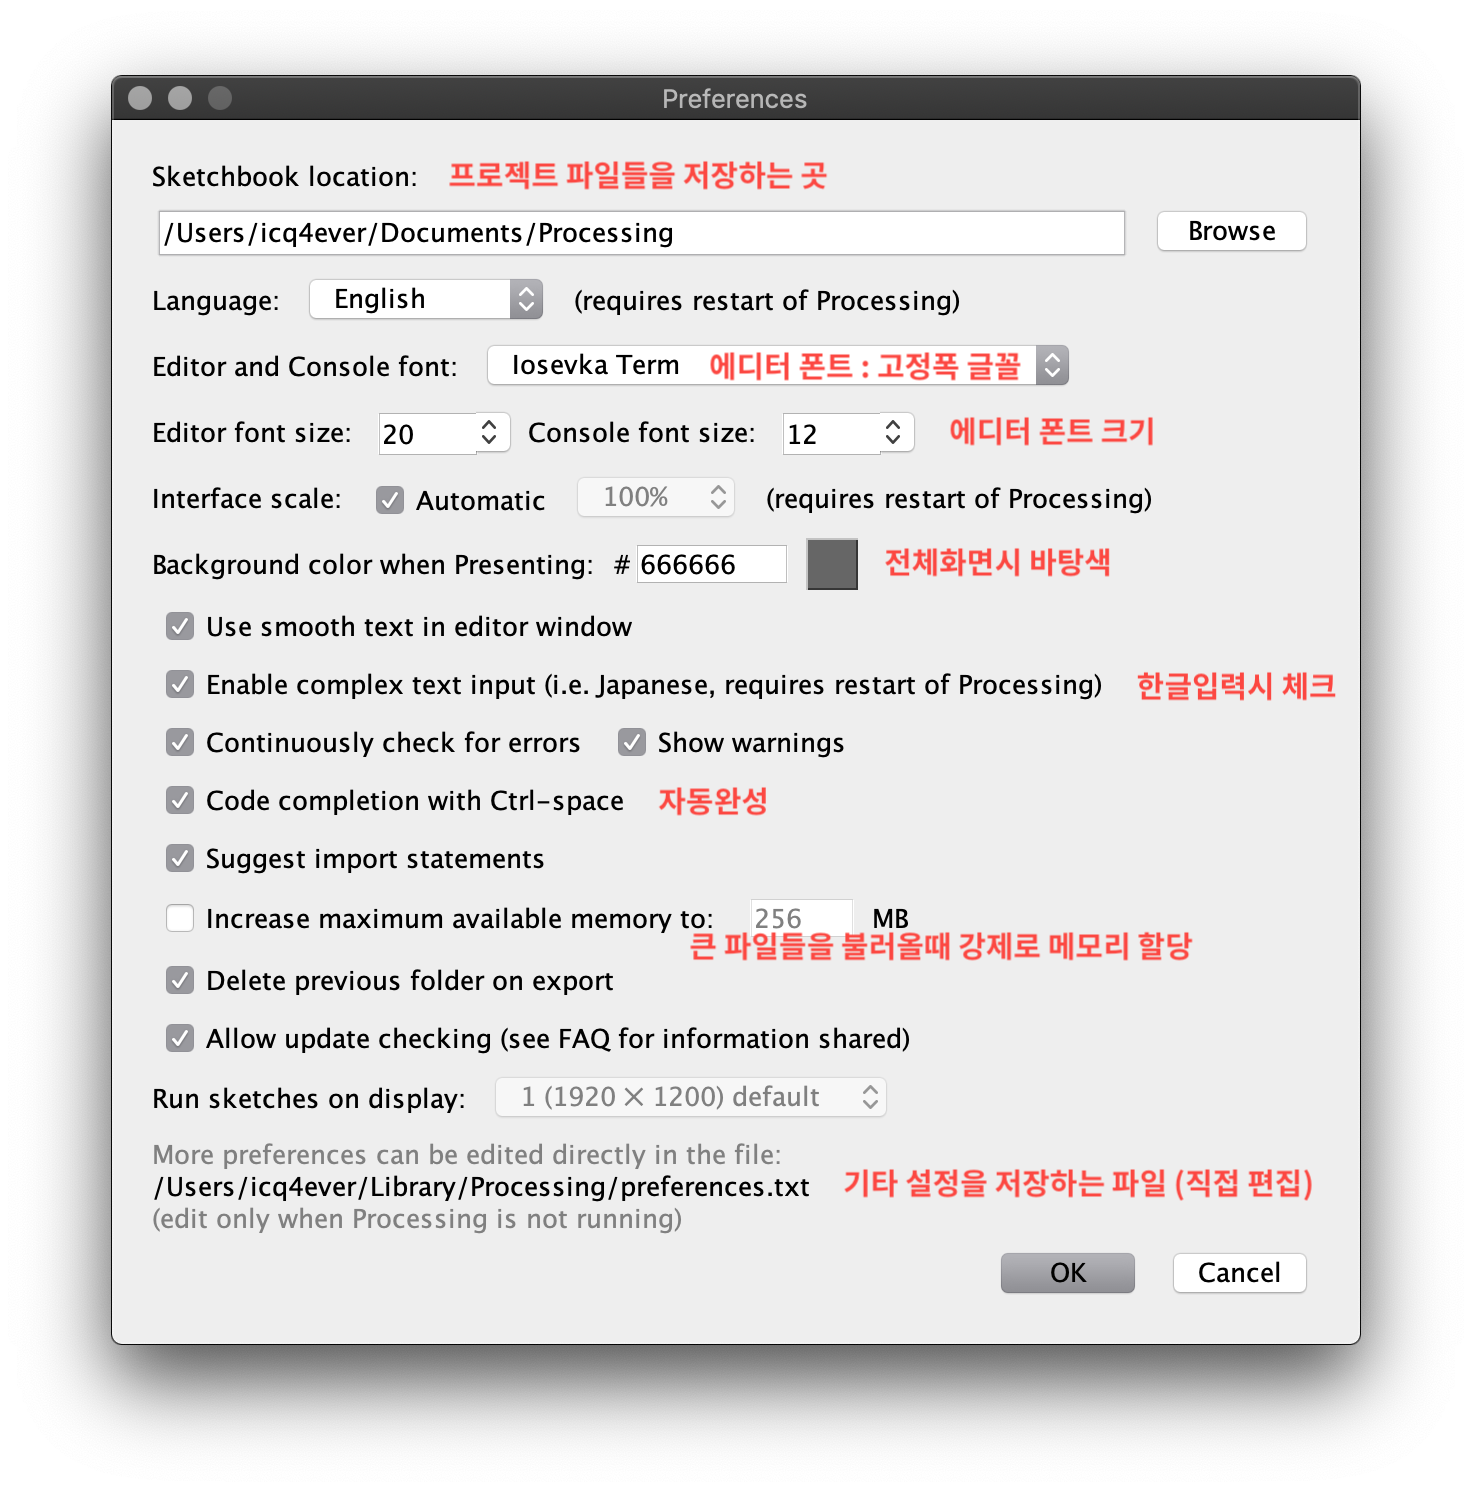 Preferences
Sketchbook location: 프로젝트 파일들을 저장하는 곳
/Users/icq4ever/Documents/Processing Browse
Language: English (requires restart of Processing)
Editor and Console font: Iosevka Term 에디터 폰트 : 고정폭 글꼴
Editor font size: 20 Console font size: 12 에디터 폰트 크기
Interface scale: Automatic 100% (requires restart of Processing)
Background color when Presenting: # 666666 전체화면시 바탕색
Use smooth text in editor window
Enable complex text input (i.e. Japanese, requires restart of Processing) 한글입력시 체크
Continuously check for errors Show warnings
Code completion with Ctrl-space 자동완성
Suggest import statements
Increase maximum available memory to: 256 MB
큰 파일들을 불러올때 강제로 메모리 할당
Delete previous folder on export
Allow update checking (see FAQ for information shared)
Run sketches on display: 1 (1920 × 1200) default
More preferences can be edited directly in the file:
/Users/icq4ever/Library/Processing/preferences.txt 기타 설정을 저장하는 파일 (직접 편집)
(edit only when Processing is not running)
OK Cancel